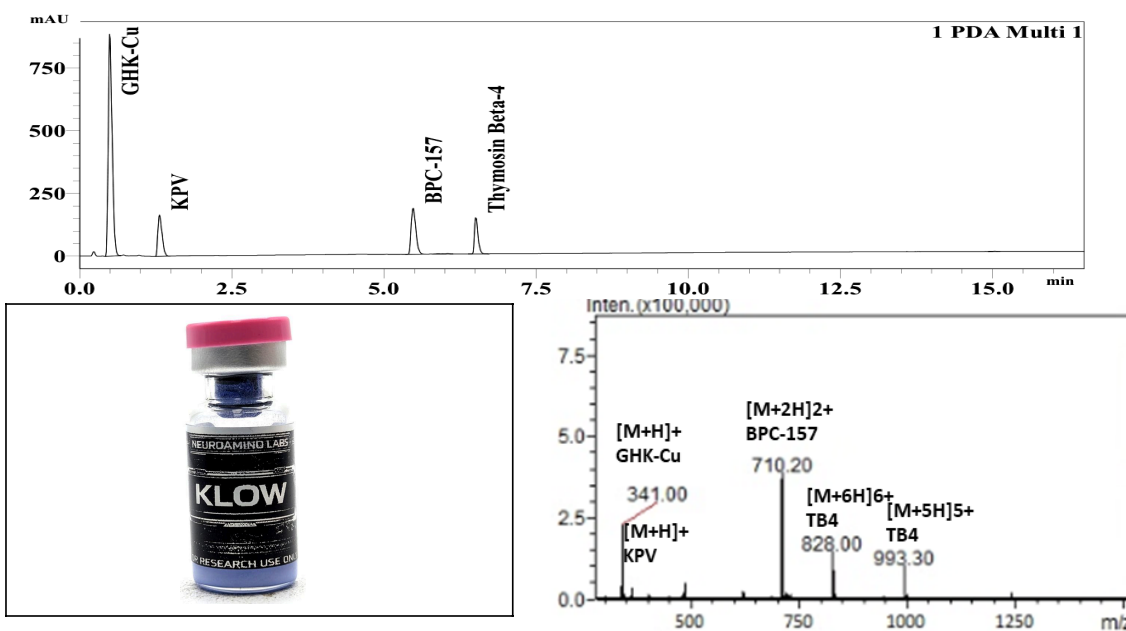 mAU
1 PDA Multi 1
750
500
250
0
GHK-Cu
KPV
BPC-157
Thymosin Beta-4
0.0 2.5 5.0 7.5 10.0 12.5 15.0 min
NEUROAMINO LABS
KLOW
R RESEARCH USE ONL
Inten. (x100,000)
7.5
5.0
2.5
0.0
[M+H]+
GHK-Cu
341.00
[M+H]+
KPV
[M+2H]2+
BPC-157
710.20
[M+6H]6+
TB4
828.00
[M+5H]5+
TB4
993.30
500 750 1000 1250 m/z